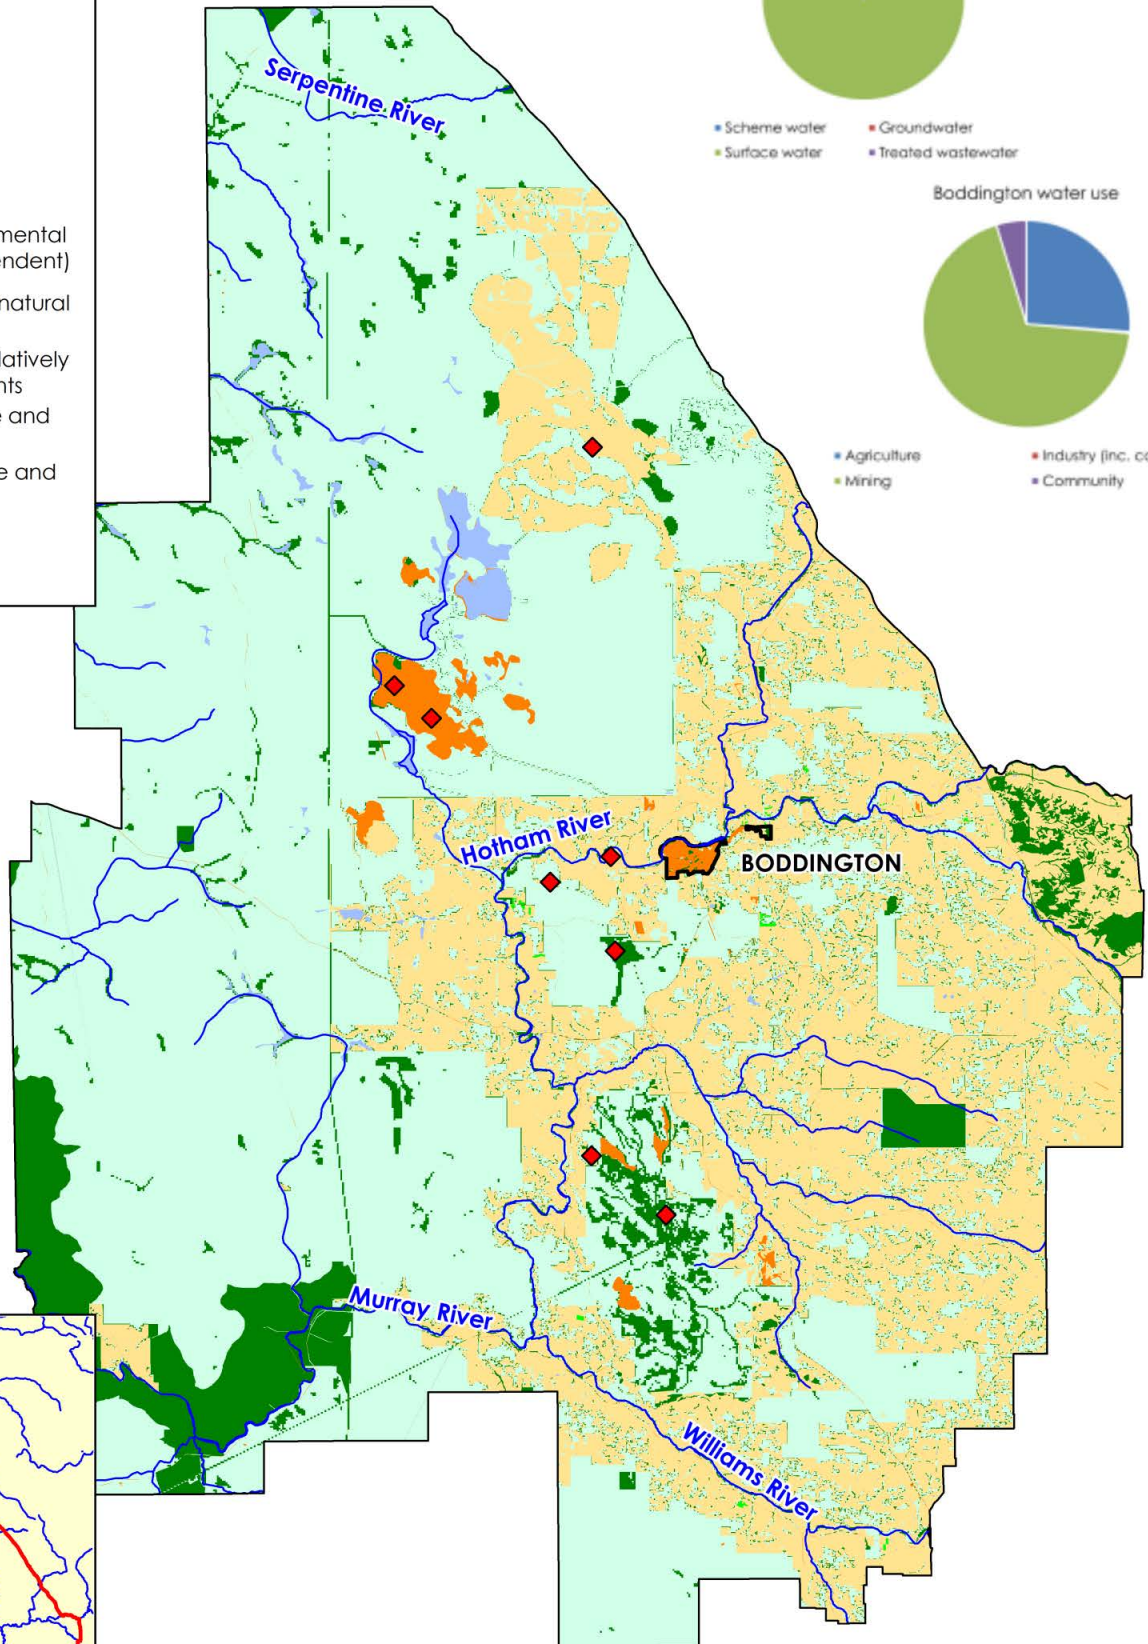 mental
endent)
natural
latively
nts
e and
e and
Serpentine River
Scheme water
Groundwater
Surface water
Treated wastewater
Boddington water use
Agriculture
Industry (inc. co
Mining
Community
Hotham River
BODDINGTON
Murray River
Williams River